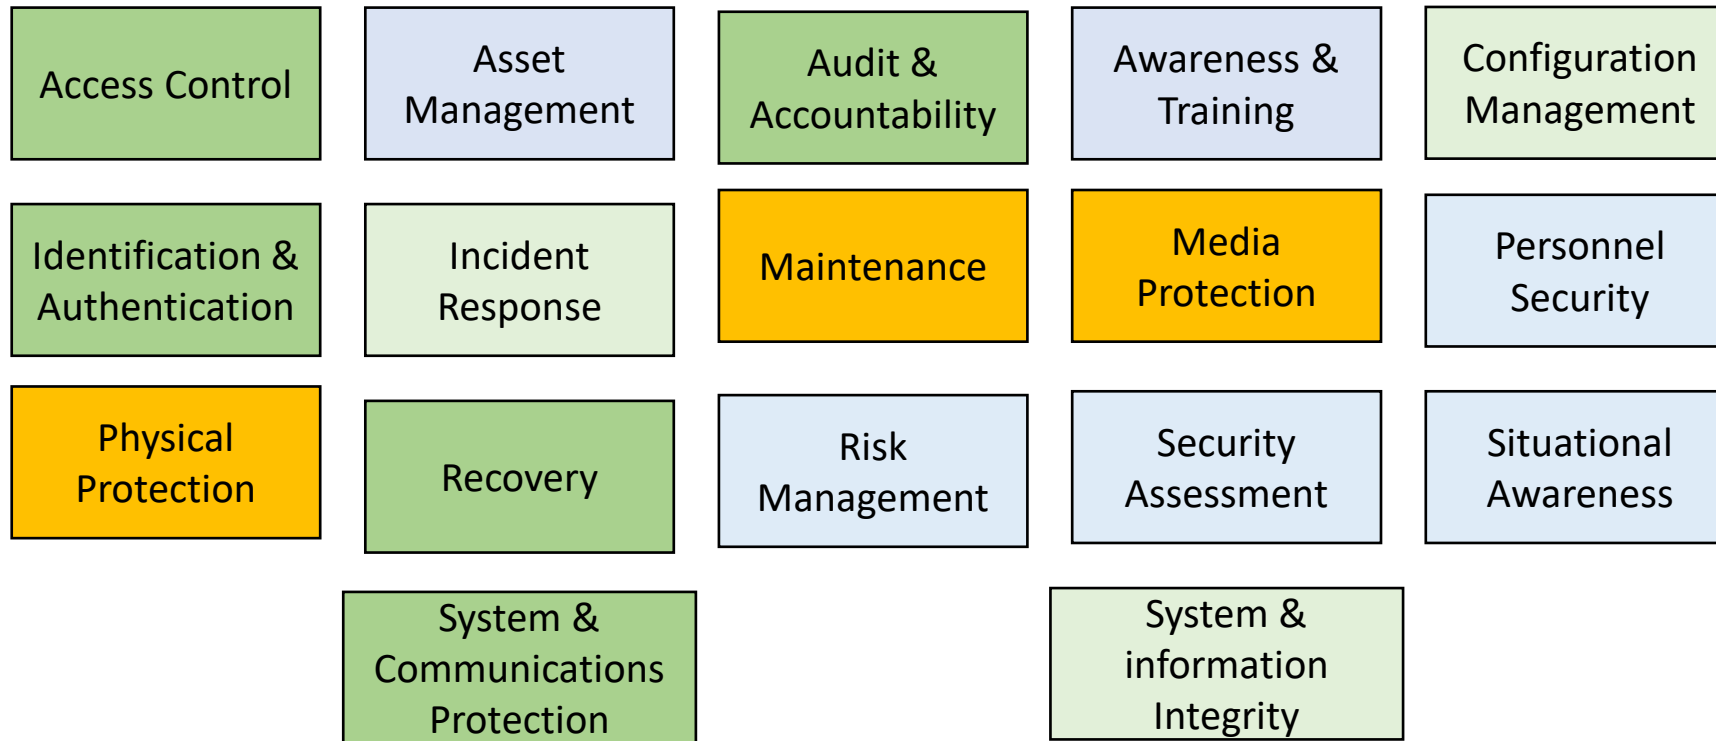 Access Control
Asset
Management
Audit &
Accountability
Awareness &
Training
Configuration
Management
Identification &
Authentication
Incident
Response
Maintenance
Media
Protection
Personnel
Security
Physical
Protection
Recovery
Risk
Management
Security
Assessment
Situational
Awareness
System &
Communications
Protection
System &
information
Integrity